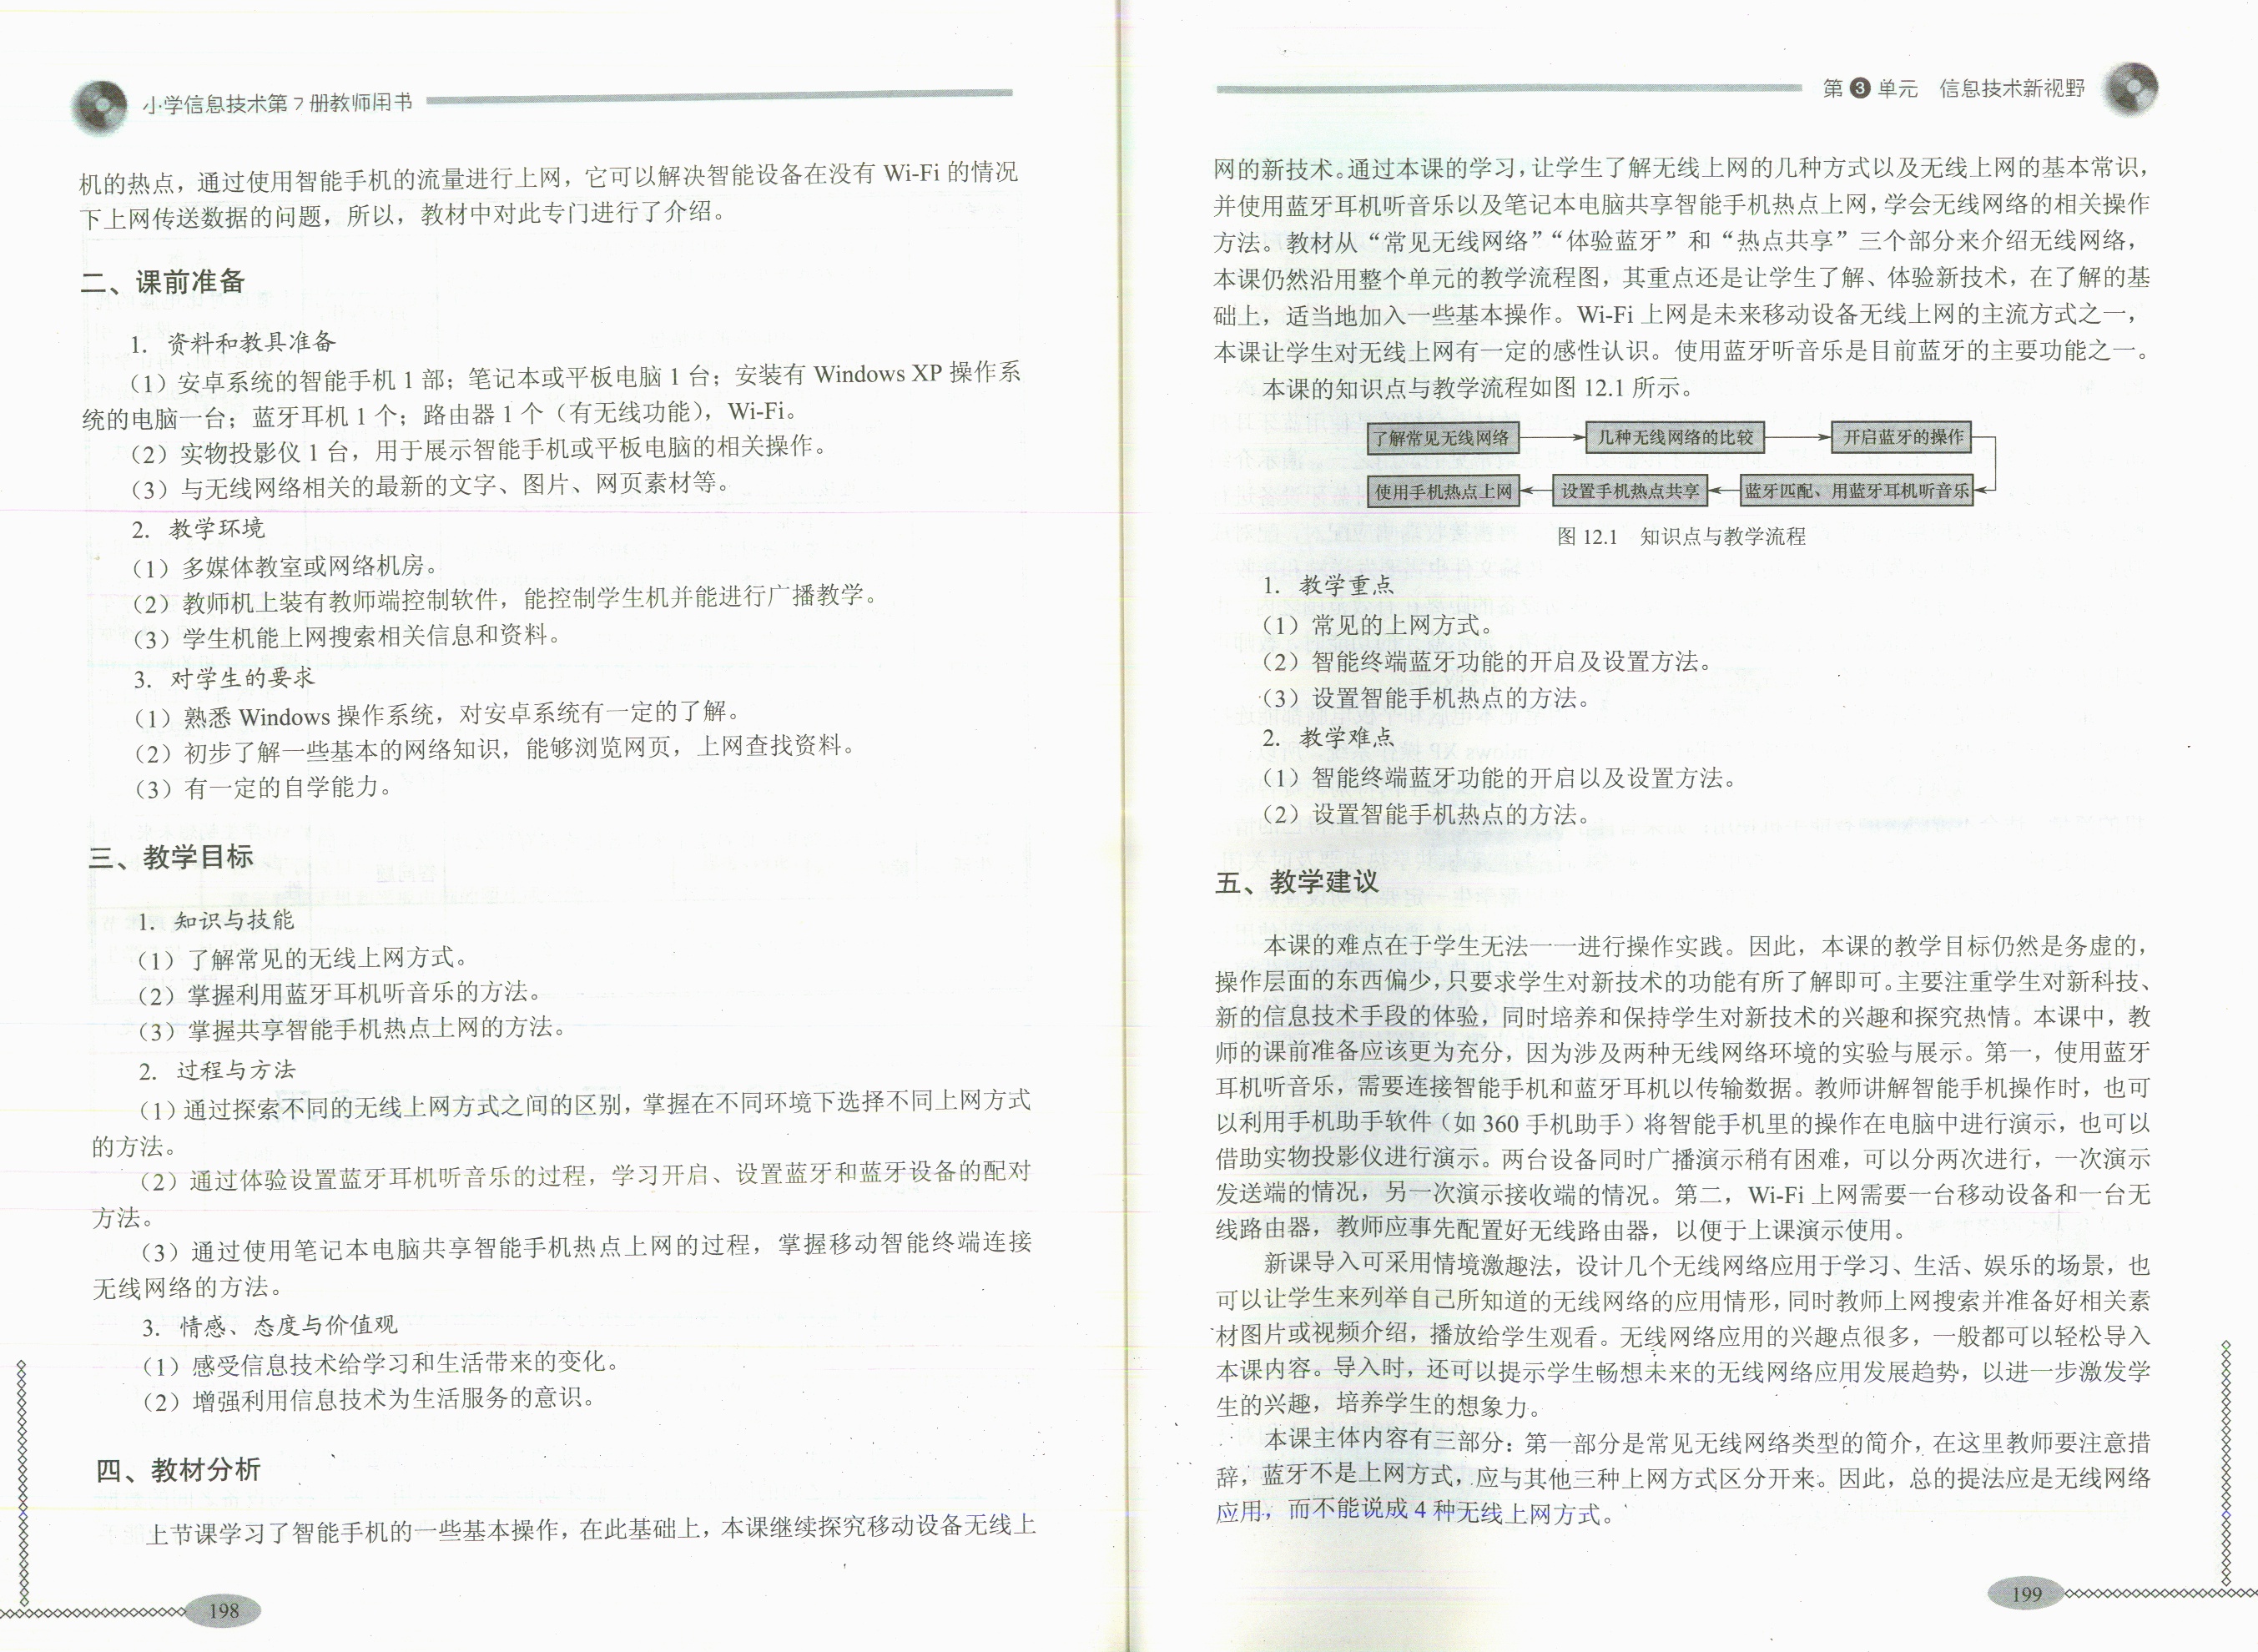 小学信息技术第7册教师用书
机的热点，通过使用智能手机的流量进行上网，它可以解决智能设备在没有 Wi-Fi 的情况
下上网传送数据的问题，所以，教材中对此专门进行了介绍。
二、课前准备
1. 资料和教具准备
（1）安卓系统的智能手机 1 部；笔记本或平板电脑 1 台；安装有 Windows XP 操作系
统的电脑一台；蓝牙耳机 1 个；路由器 1 个（有无线功能），Wi-Fi。
（2）实物投影仪 1 台，用于展示智能手机或平板电脑的相关操作。
（3）与无线网络相关的最新的文字、图片、网页素材等。
2. 教学环境
（1）多媒体教室或网络机房。
（2）教师机上装有教师端控制软件，能控制学生机并能进行广播教学。
（3）学生机能上网搜索相关信息和资料。
3. 对学生的要求
（1）熟悉 Windows 操作系统，对安卓系统有一定的了解。
（2）初步了解一些基本的网络知识，能够浏览网页，上网查找资料。
（3）有一定的自学能力。
三、教学目标
1. 知识与技能
（1）了解常见的无线上网方式。
（2）掌握利用蓝牙耳机听音乐的方法。
（3）掌握共享智能手机热点上网的方法。
2. 过程与方法
（1）通过探索不同的无线上网方式之间的区别，掌握在不同环境下选择不同上网方式
的方法。
（2）通过体验设置蓝牙耳机听音乐的过程，学习开启、设置蓝牙和蓝牙设备的配对
方法。
（3）通过使用笔记本电脑共享智能手机热点上网的过程，掌握移动智能终端连接
无线网络的方法。
3. 情感、态度与价值观
（1）感受信息技术给学习和生活带来的变化。
（2）增强利用信息技术为生活服务的意识。
四、教材分析
上节课学习了智能手机的一些基本操作，在此基础上，本课继续探究移动设备无线上
198
第3单元 信息技术新视野
网的新技术。通过本课的学习，让学生了解无线上网的几种方式以及无线上网的基本常识，
并使用蓝牙耳机听音乐以及笔记本电脑共享智能手机热点上网，学会无线网络的相关操作
方法。教材从“常见无线网络”“体验蓝牙”和“热点共享”三个部分来介绍无线网络，
本课仍然沿用整个单元的教学流程图，其重点还是让学生了解、体验新技术，在了解的基
础上，适当地加入一些基本操作。Wi-Fi 上网是未来移动设备无线上网的主流方式之一，
本课让学生对无线上网有一定的感性认识。使用蓝牙听音乐是目前蓝牙的主要功能之一。
本课的知识点与教学流程如图 12.1 所示。
了解常见无线网络 几种无线网络的比较 开启蓝牙的操作
使用手机热点上网 设置手机热点共享 蓝牙匹配、用蓝牙耳机听音乐
图 12.1 知识点与教学流程
1. 教学重点
（1）常见的上网方式。
（2）智能终端蓝牙功能的开启及设置方法。
（3）设置智能手机热点的方法。
2. 教学难点
（1）智能终端蓝牙功能的开启以及设置方法。
（2）设置智能手机热点的方法。
五、教学建议
本课的难点在于学生无法一一进行操作实践。因此，本课的教学目标仍然是务虚的，
操作层面的东西偏少，只要求学生对新技术的功能有所了解即可。主要注重学生对新科技、
新的信息技术手段的体验，同时培养和保持学生对新技术的兴趣和探究热情。本课中，教
师的课前准备应该更为充分，因为涉及两种无线网络环境的实验与展示。第一，使用蓝牙
耳机听音乐，需要连接智能手机和蓝牙耳机以传输数据。教师讲解智能手机操作时，也可
以利用手机助手软件（如 360 手机助手）将智能手机里的操作在电脑中进行演示，也可以
借助实物投影仪进行演示。两台设备同时广播演示稍有困难，可以分两次进行，一次演示
发送端的情况，另一次演示接收端的情况。第二，Wi-Fi 上网需要一台移动设备和一台无
线路由器，教师应事先配置好无线路由器，以便于上课演示使用。
新课导入可采用情境激趣法，设计几个无线网络应用于学习、生活、娱乐的场景，也
可以让学生来列举自己所知道的无线网络的应用情形，同时教师上网搜索并准备好相关素
材图片或视频介绍，播放给学生观看。无线网络应用的兴趣点很多，一般都可以轻松导入
本课内容。导入时，还可以提示学生畅想未来的无线网络应用发展趋势，以进一步激发学
生的兴趣，培养学生的想象力。
本课主体内容有三部分：第一部分是常见无线网络类型的简介，在这里教师要注意措
辞，蓝牙不是上网方式，应与其他三种上网方式区分开来。因此，总的提法应是无线网络
应用，而不能说成 4 种无线上网方式。
199